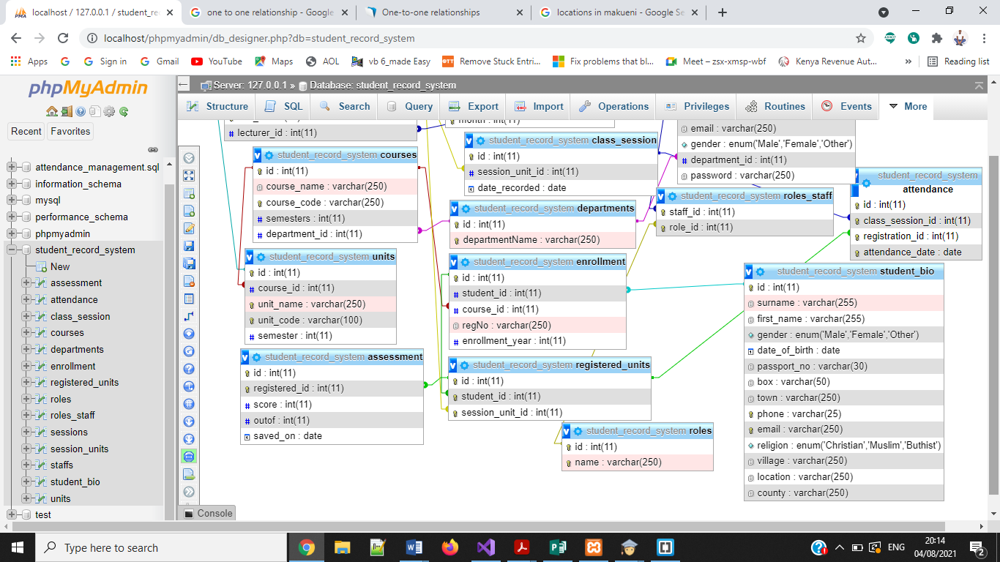 localhost / 127.0.0.1 / student_re
one to one relationship - Google
One-to-one relationships
locations in makueni - Google Se
localhost/phpmyadmin/db_designer.php?db=student_record_system
Apps
Sign in
Gmail
YouTube
Maps
AOL
vb 6_made Easy
Remove Stuck Entri...
Fix problems that bl...
Meet – zsx-xmsp-wbf
Kenya Revenue Aut...
»
Reading list
phpMyAdmin
Recent
Favorites
attendance_management.sql
information_schema
mysql
performance_schema
phpmyadmin
student_record_system
New
assessment
attendance
class_session
courses
departments
enrollment
registered_units
roles
roles_staff
sessions
session_units
staffs
student_bio
units
test
Server: 127.0.0.1 » Database: student_record_system
Structure
SQL
Search
Query
Export
Import
Operations
Privileges
Routines
Events
More
lecturer_id : int(11)
month : int(11)
student_record_system class_session
id : int(11)
session_unit_id : int(11)
date_recorded : date
email : varchar(250)
gender : enum('Male','Female','Other')
department_id : int(11)
password : varchar(250)
student_record_system courses
id : int(11)
course_name : varchar(250)
course_code : varchar(250)
semesters : int(11)
department_id : int(11)
student_record_system departments
id : int(11)
departmentName : varchar(250)
student_record_system roles_staff
staff_id : int(11)
role_id : int(11)
student_record_system
attendance
id : int(11)
class_session_id : int(11)
registration_id : int(11)
attendance_date : date
student_record_system units
id : int(11)
course_id : int(11)
unit_name : varchar(250)
unit_code : varchar(100)
semester : int(11)
student_record_system enrollment
id : int(11)
student_id : int(11)
course_id : int(11)
regNo : varchar(250)
enrollment_year : int(11)
student_record_system student_bio
id : int(11)
surname : varchar(255)
first_name : varchar(255)
gender : enum('Male','Female','Other')
date_of_birth : date
passport_no : varchar(30)
box : varchar(50)
town : varchar(250)
phone : varchar(25)
email : varchar(250)
religion : enum('Christian','Muslim','Buthist')
village : varchar(250)
location : varchar(250)
county : varchar(250)
student_record_system assessment
id : int(11)
registered_id : int(11)
score : int(11)
outof : int(11)
saved_on : date
student_record_system registered_units
id : int(11)
student_id : int(11)
session_unit_id : int(11)
student_record_system roles
id : int(11)
name : varchar(250)
Console
Type here to search
ENG
20:14
04/08/2021
2